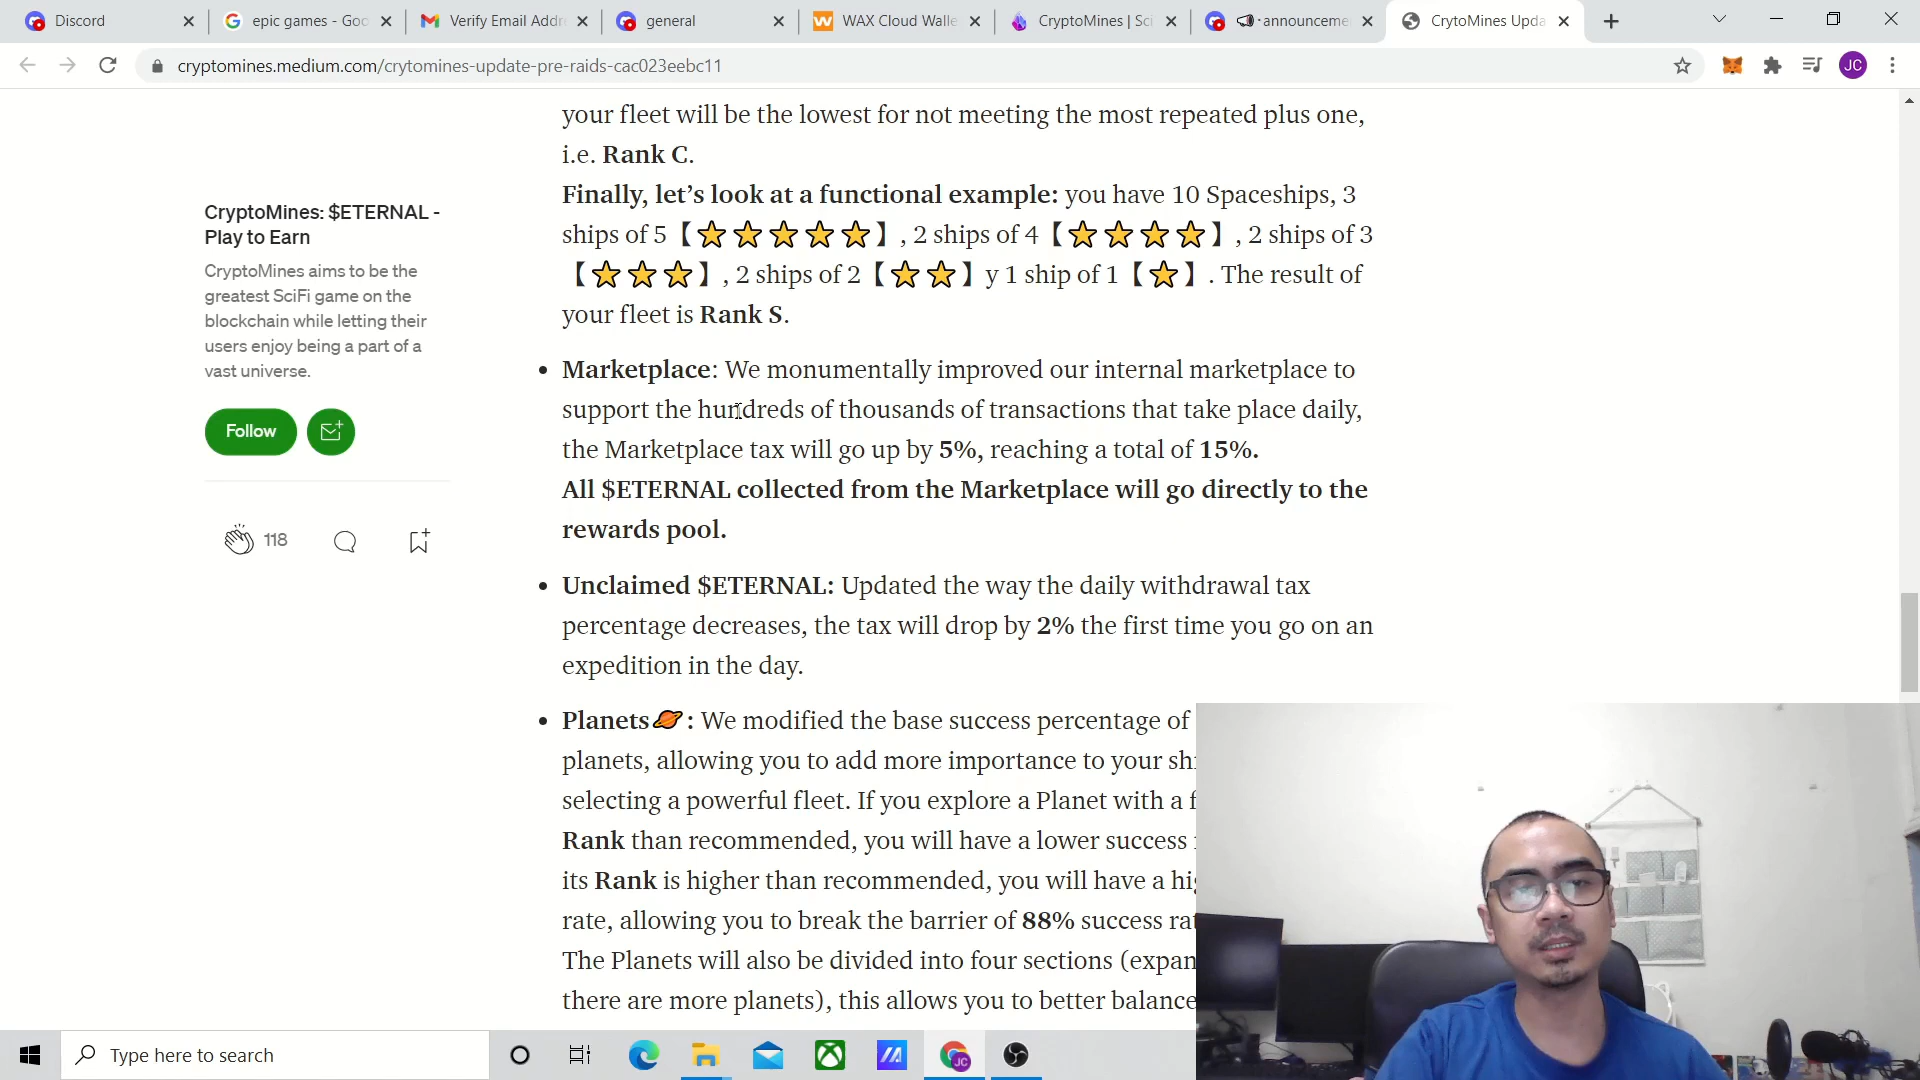 Discord
epic games - Goo
Verify Email Addre
general
WAX Cloud Walle
CryptoMines | Sci
announceme
CrytoMines Upda
cryptomines.medium.com/crytomines-update-pre-raids-cac023eebc11
JC
your fleet will be the lowest for not meeting the most repeated plus one,
i.e. Rank C.
Finally, let's look at a functional example: you have 10 Spaceships, 3
ships of 5【⭐⭐⭐⭐⭐】, 2 ships of 4【⭐⭐⭐⭐】, 2 ships of 3
【⭐⭐⭐】, 2 ships of 2【⭐⭐】y 1 ship of 1【⭐】. The result of
your fleet is Rank S.
CryptoMines: $ETERNAL -
Play to Earn
CryptoMines aims to be the
greatest SciFi game on the
blockchain while letting their
users enjoy being a part of a
vast universe.
Follow
118
• Marketplace: We monumentally improved our internal marketplace to
support the hundreds of thousands of transactions that take place daily,
the Marketplace tax will go up by 5%, reaching a total of 15%.
All $ETERNAL collected from the Marketplace will go directly to the
rewards pool.
• Unclaimed $ETERNAL: Updated the way the daily withdrawal tax
percentage decreases, the tax will drop by 2% the first time you go on an
expedition in the day.
• Planets🪐: We modified the base success percentage of
planets, allowing you to add more importance to your shi
selecting a powerful fleet. If you explore a Planet with a f
Rank than recommended, you will have a lower success r
its Rank is higher than recommended, you will have a hig
rate, allowing you to break the barrier of 88% success rat
The Planets will also be divided into four sections (expan
there are more planets), this allows you to better balance
Type here to search
JC